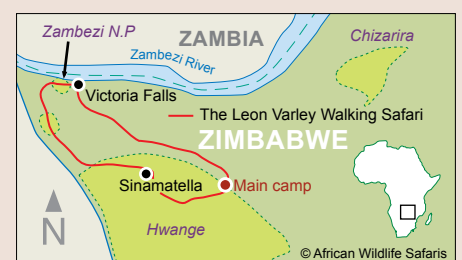 Zambezi N.P
ZAMBIA
Chizarira
Zambezi River
Victoria Falls
The Leon Varley Walking Safari
ZIMBABWE
Sinamatella
Main camp
N
Hwange
© African Wildlife Safaris